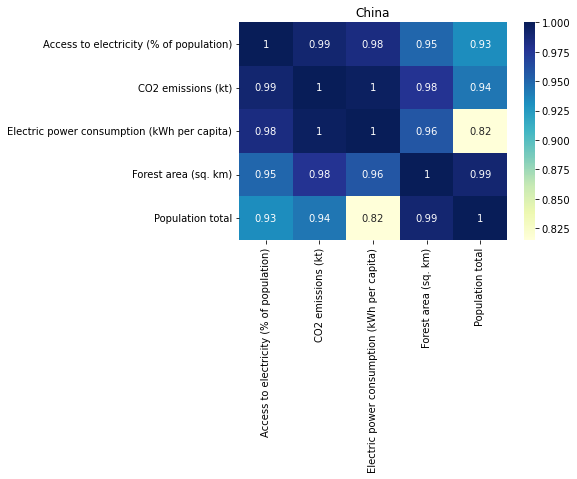 China
Access to electricity (% of population) 1 0.99 0.98 0.95 0.93
CO2 emissions (kt) 0.99 1 1 0.98 0.94
Electric power consumption (kWh per capita) 0.98 1 1 0.96 0.82
Forest area (sq. km) 0.95 0.98 0.96 1 0.99
Population total 0.93 0.94 0.82 0.99 1
Access to electricity (% of population)
CO2 emissions (kt)
Electric power consumption (kWh per capita)
Forest area (sq. km)
Population total
1.000
0.975
0.950
0.925
0.900
0.875
0.850
0.825